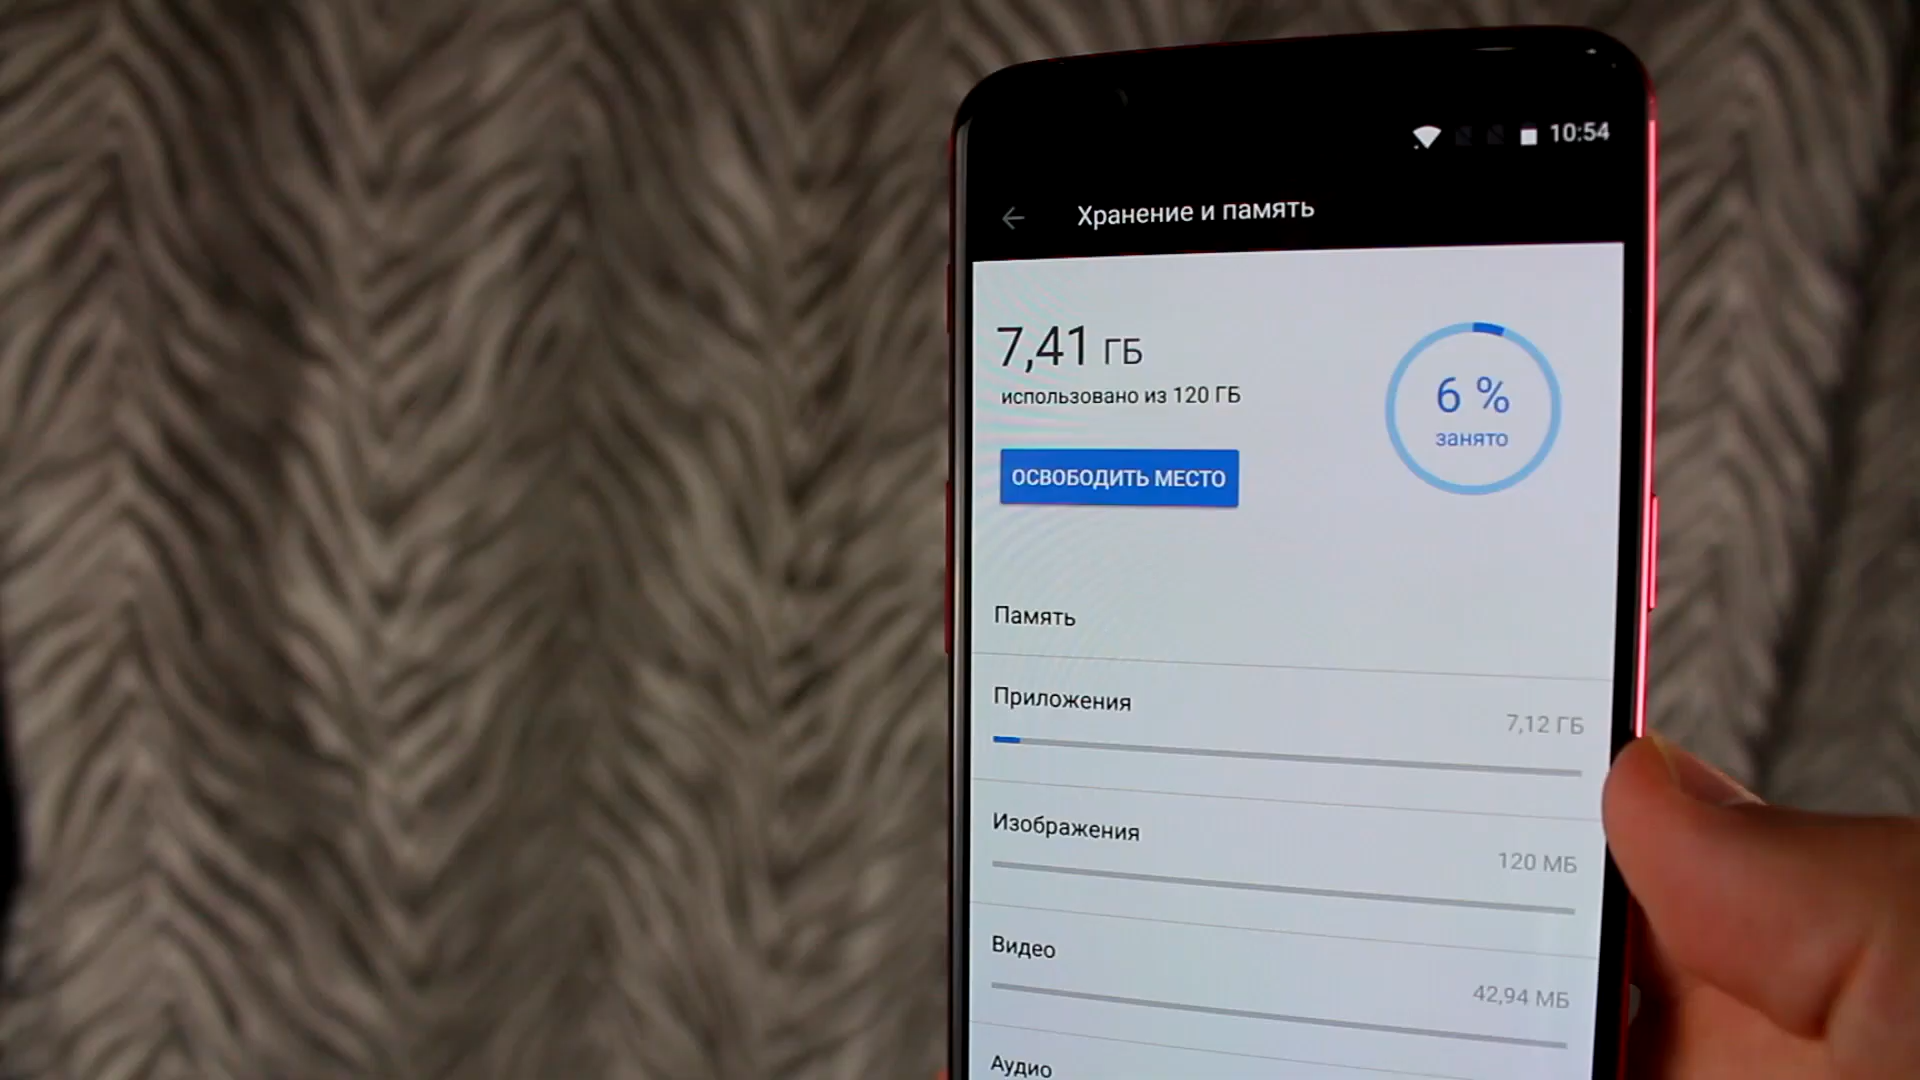 10:54
Хранение и память
7,41 ГБ
использовано из 120 ГБ
6 %
занято
ОСВОБОДИТЬ МЕСТО
Память
Приложения
7,12 ГБ
Изображения
120 МБ
Видео
42,94 МБ
Аудио